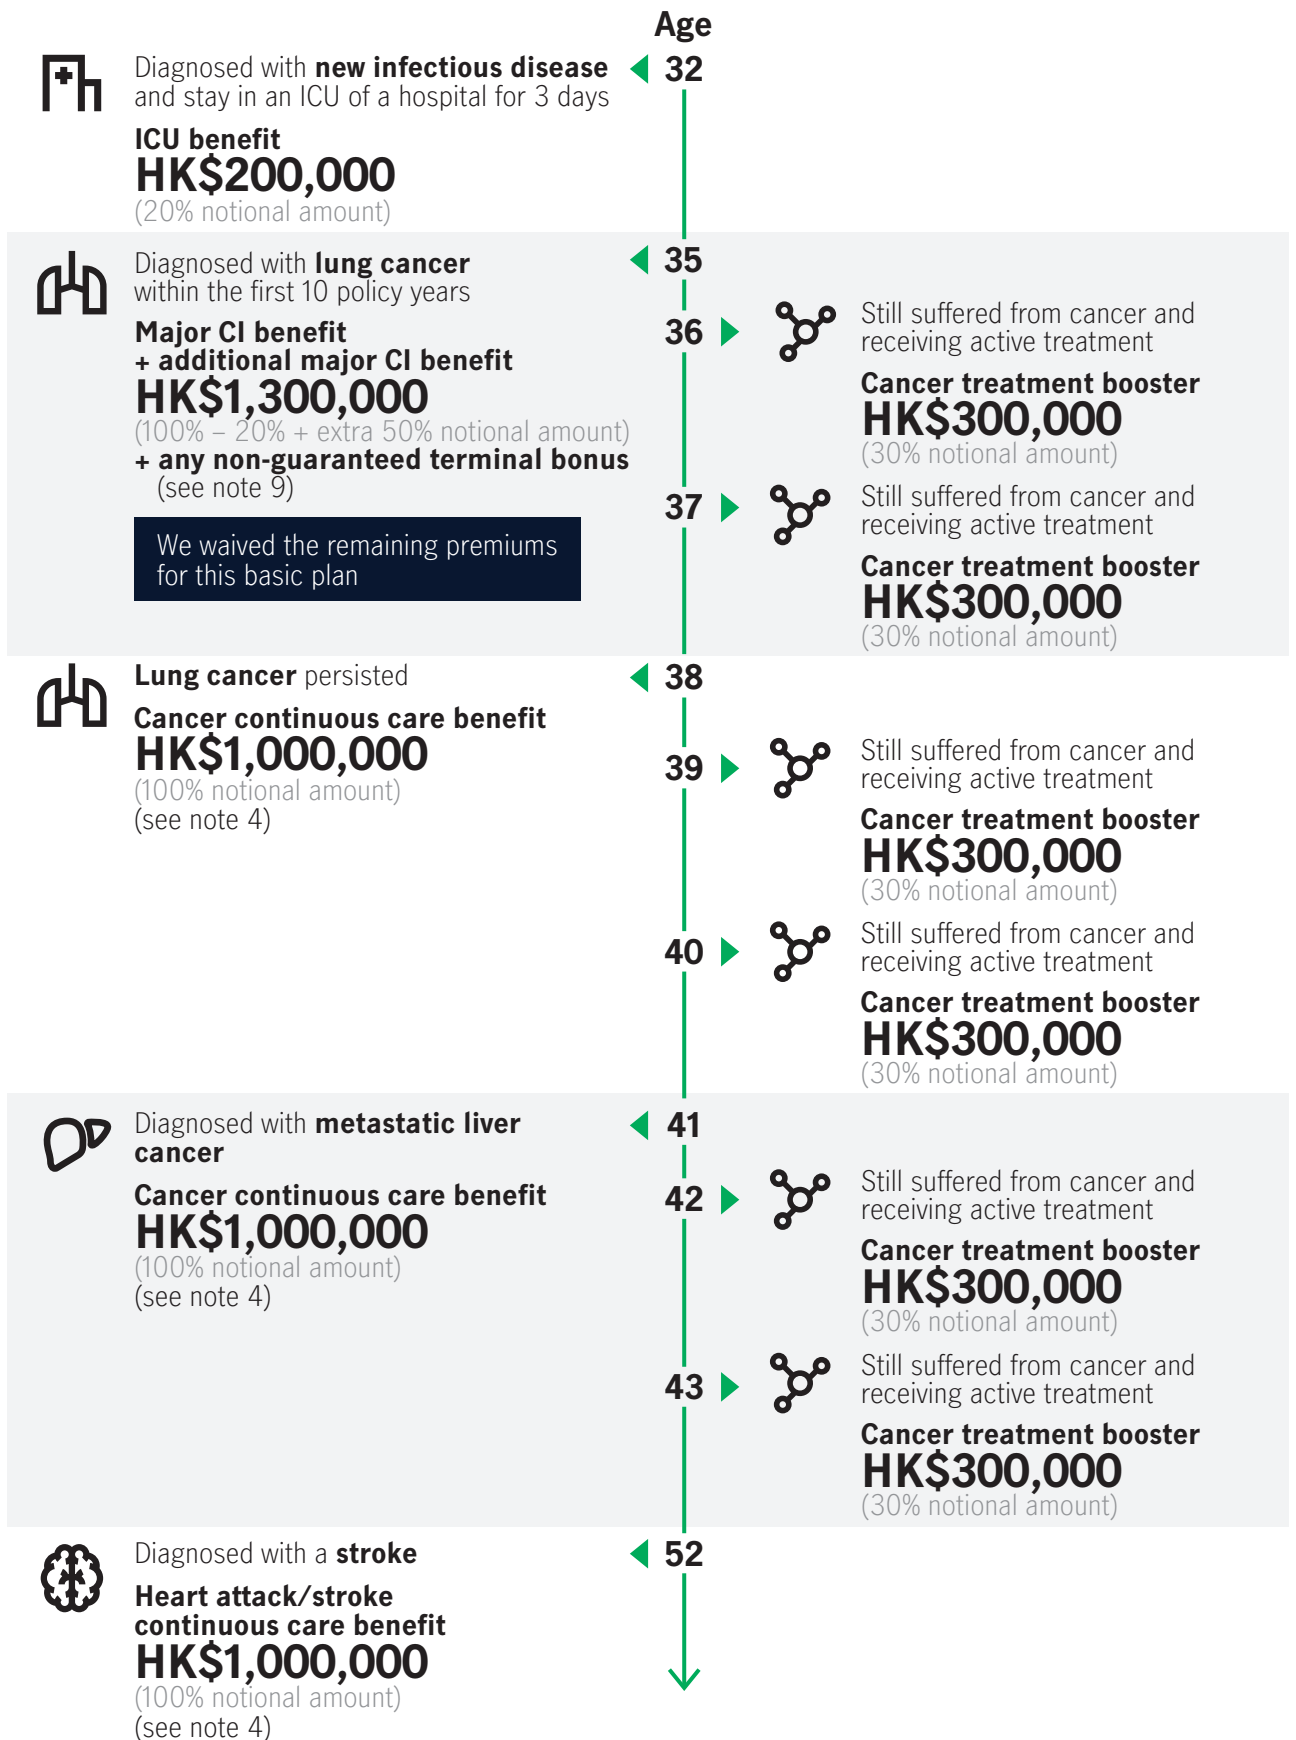 Age
32
Diagnosed with new infectious disease
and stay in an ICU of a hospital for 3 days
ICU benefit
HK$200,000
(20% notional amount)
35
Diagnosed with lung cancer
within the first 10 policy years
Major CI benefit
+ additional major CI benefit
HK$1,300,000
(100% – 20% + extra 50% notional amount)
+ any non-guaranteed terminal bonus
(see note 9)
We waived the remaining premiums
for this basic plan
36
Still suffered from cancer and
receiving active treatment
Cancer treatment booster
HK$300,000
(30% notional amount)
37
Still suffered from cancer and
receiving active treatment
Cancer treatment booster
HK$300,000
(30% notional amount)
38
Lung cancer persisted
Cancer continuous care benefit
HK$1,000,000
(100% notional amount)
(see note 4)
39
Still suffered from cancer and
receiving active treatment
Cancer treatment booster
HK$300,000
(30% notional amount)
40
Still suffered from cancer and
receiving active treatment
Cancer treatment booster
HK$300,000
(30% notional amount)
41
Diagnosed with metastatic liver
cancer
Cancer continuous care benefit
HK$1,000,000
(100% notional amount)
(see note 4)
42
Still suffered from cancer and
receiving active treatment
Cancer treatment booster
HK$300,000
(30% notional amount)
43
Still suffered from cancer and
receiving active treatment
Cancer treatment booster
HK$300,000
(30% notional amount)
52
Diagnosed with a stroke
Heart attack/stroke
continuous care benefit
HK$1,000,000
(100% notional amount)
(see note 4)